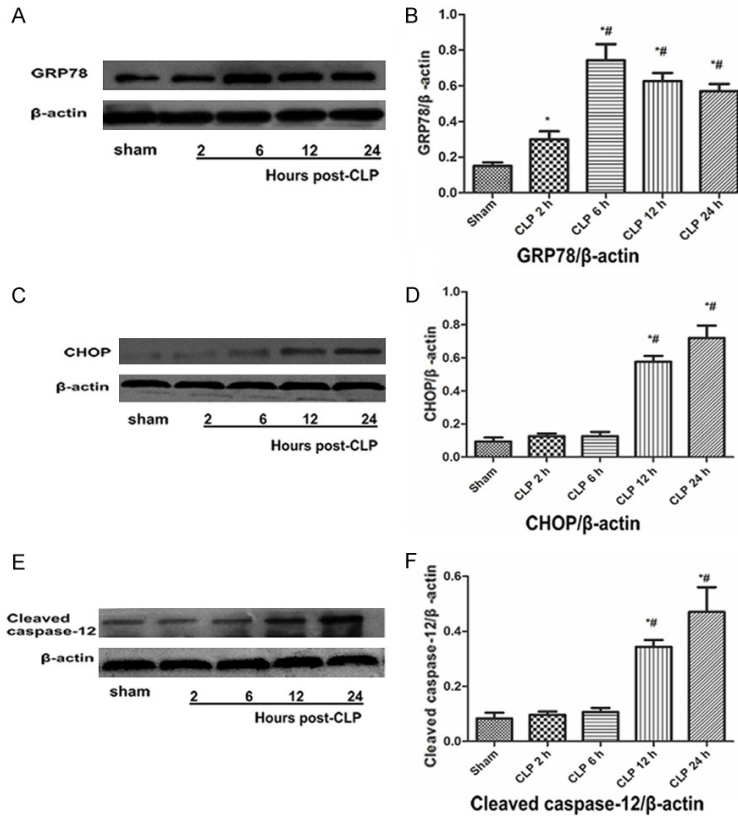 A
GRP78
β-actin
sham 2 6 12 24
Hours post-CLP
B
GRP78/β -actin
1.0
0.8
0.6
0.4
0.2
0.0
*
*#
*#
*#
Sham
CLP 2 h
CLP 6 h
CLP 12 h
CLP 24 h
GRP78/β-actin
C
CHOP
β-actin
sham 2 6 12 24
Hours post-CLP
D
CHOP/β -actin
1.0
0.8
0.6
0.4
0.2
0.0
*#
*#
Sham
CLP 2 h
CLP 6 h
CLP 12 h
CLP 24 h
CHOP/β-actin
E
Cleaved
caspase-12
β-actin
sham 2 6 12 24
Hours post-CLP
F
Cleaved caspase-12/β -actin
0.6
0.4
0.2
0.0
*#
*#
Sham
CLP 2 h
CLP 6 h
CLP 12 h
CLP 24 h
Cleaved caspase-12/β-actin